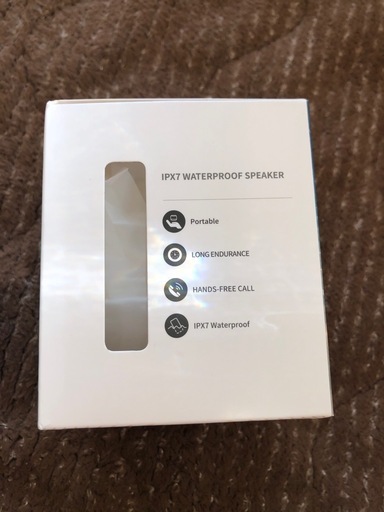 IPX7 WATERPROOF SPEAKER
Portable
LONG ENDURANCE
HANDS-FREE CALL
IPX7 Waterproof